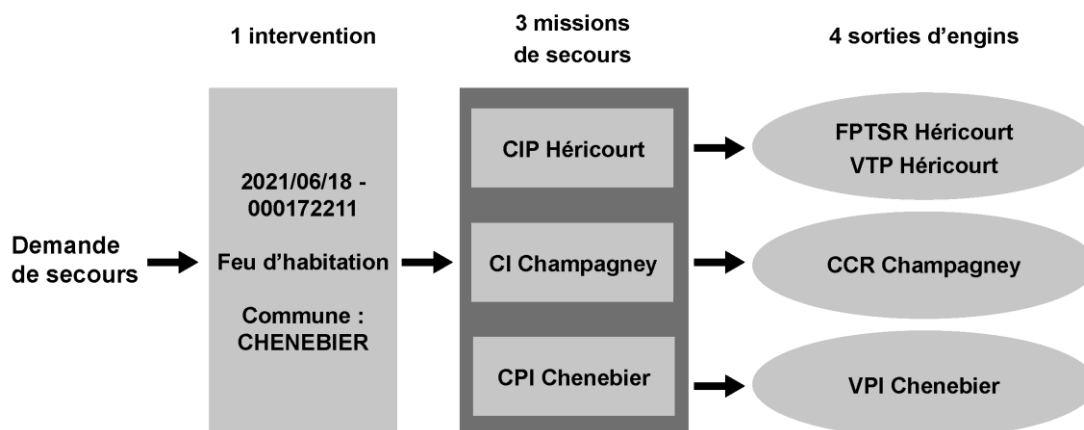 1 intervention
3 missions
de secours
4 sorties d’engins
Demande
de secours
2021/06/18 -
000172211
Feu d’habitation
Commune :
CHENEBIER
CIP Héricourt
CI Champagney
CPI Chenebier
FPTSR Héricourt
VTP Héricourt
CCR Champagney
VPI Chenebier